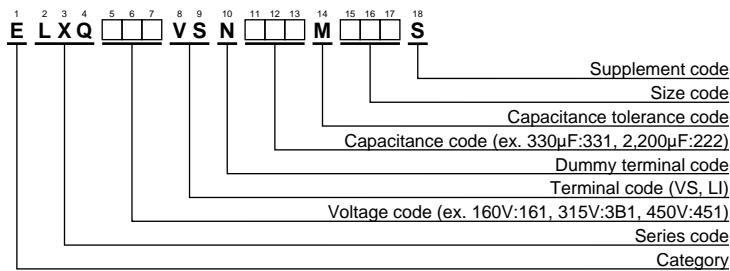 1 2 3 4 5 6 7 8 9 10 11 12 13 14 15 16 17 18
E L X Q V S N M S
Supplement code
Size code
Capacitance tolerance code
Capacitance code (ex. 330µF:331, 2,200µF:222)
Dummy terminal code
Terminal code (VS, LI)
Voltage code (ex. 160V:161, 315V:3B1, 450V:451)
Series code
Category